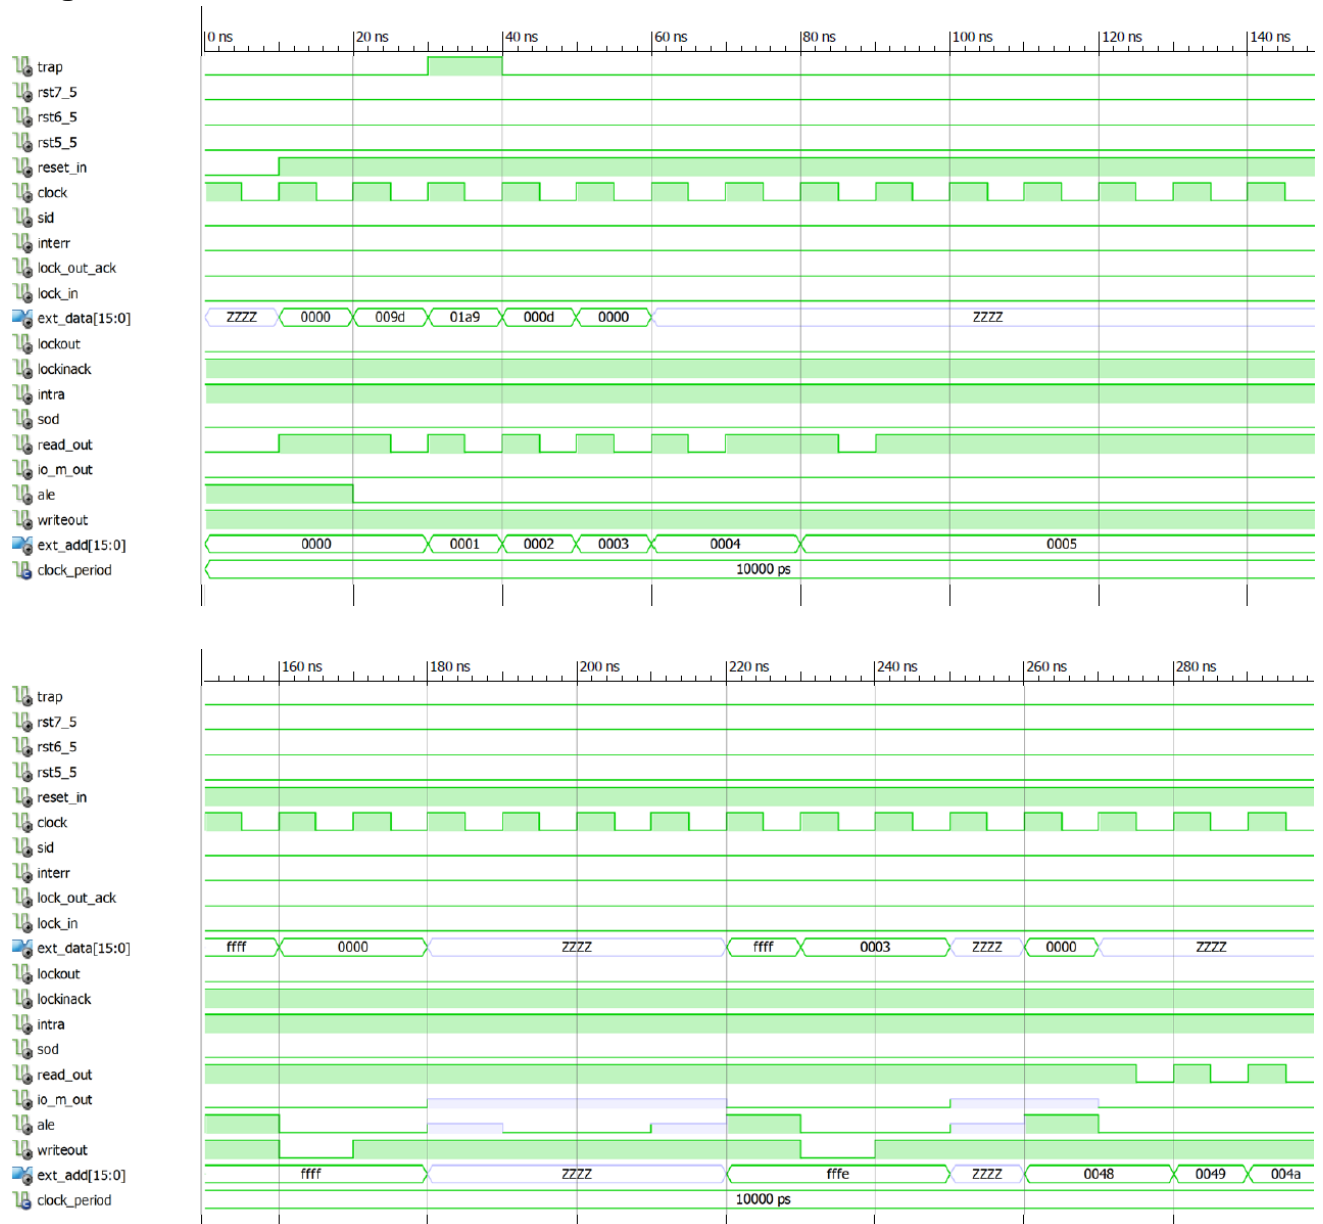 0 ns 20 ns 40 ns 60 ns 80 ns 100 ns 120 ns 140 ns
trap
rst7_5
rst6_5
rst5_5
reset_in
clock
sid
interr
lock_out_ack
lock_in
ext_data[15:0] ZZZZ 0000 009d 01a9 000d 0000 ZZZZ
lockout
lockinack
intra
sod
read_out
io_m_out
ale
writeout
ext_add[15:0] 0000 0001 0002 0003 0004 0005
clock_period 10000 ps
160 ns 180 ns 200 ns 220 ns 240 ns 260 ns 280 ns
trap
rst7_5
rst6_5
rst5_5
reset_in
clock
sid
interr
lock_out_ack
lock_in
ext_data[15:0] ffff 0000 ZZZZ ffff 0003 ZZZZ 0000 ZZZZ
lockout
lockinack
intra
sod
read_out
io_m_out
ale
writeout
ext_add[15:0] ffff ZZZZ fffe ZZZZ 0048 0049 004a
clock_period 10000 ps